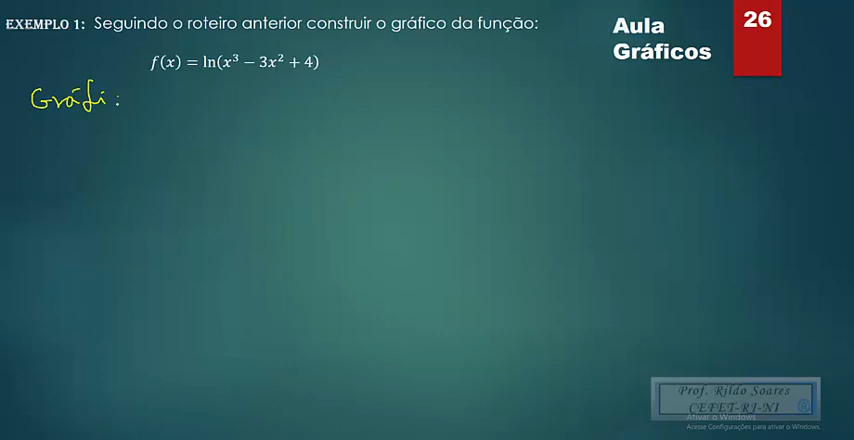 EXEMPLO 1: Seguindo o roteiro anterior construir o gráfico da função:
f(x) = ln(x³ − 3x² + 4)
Gráfi :
Aula
Gráficos
26
Prof. Rildo Soares
CEFET-RJ-NI
Ativar o Windows
Acesse Configurações para ativar o Windows.